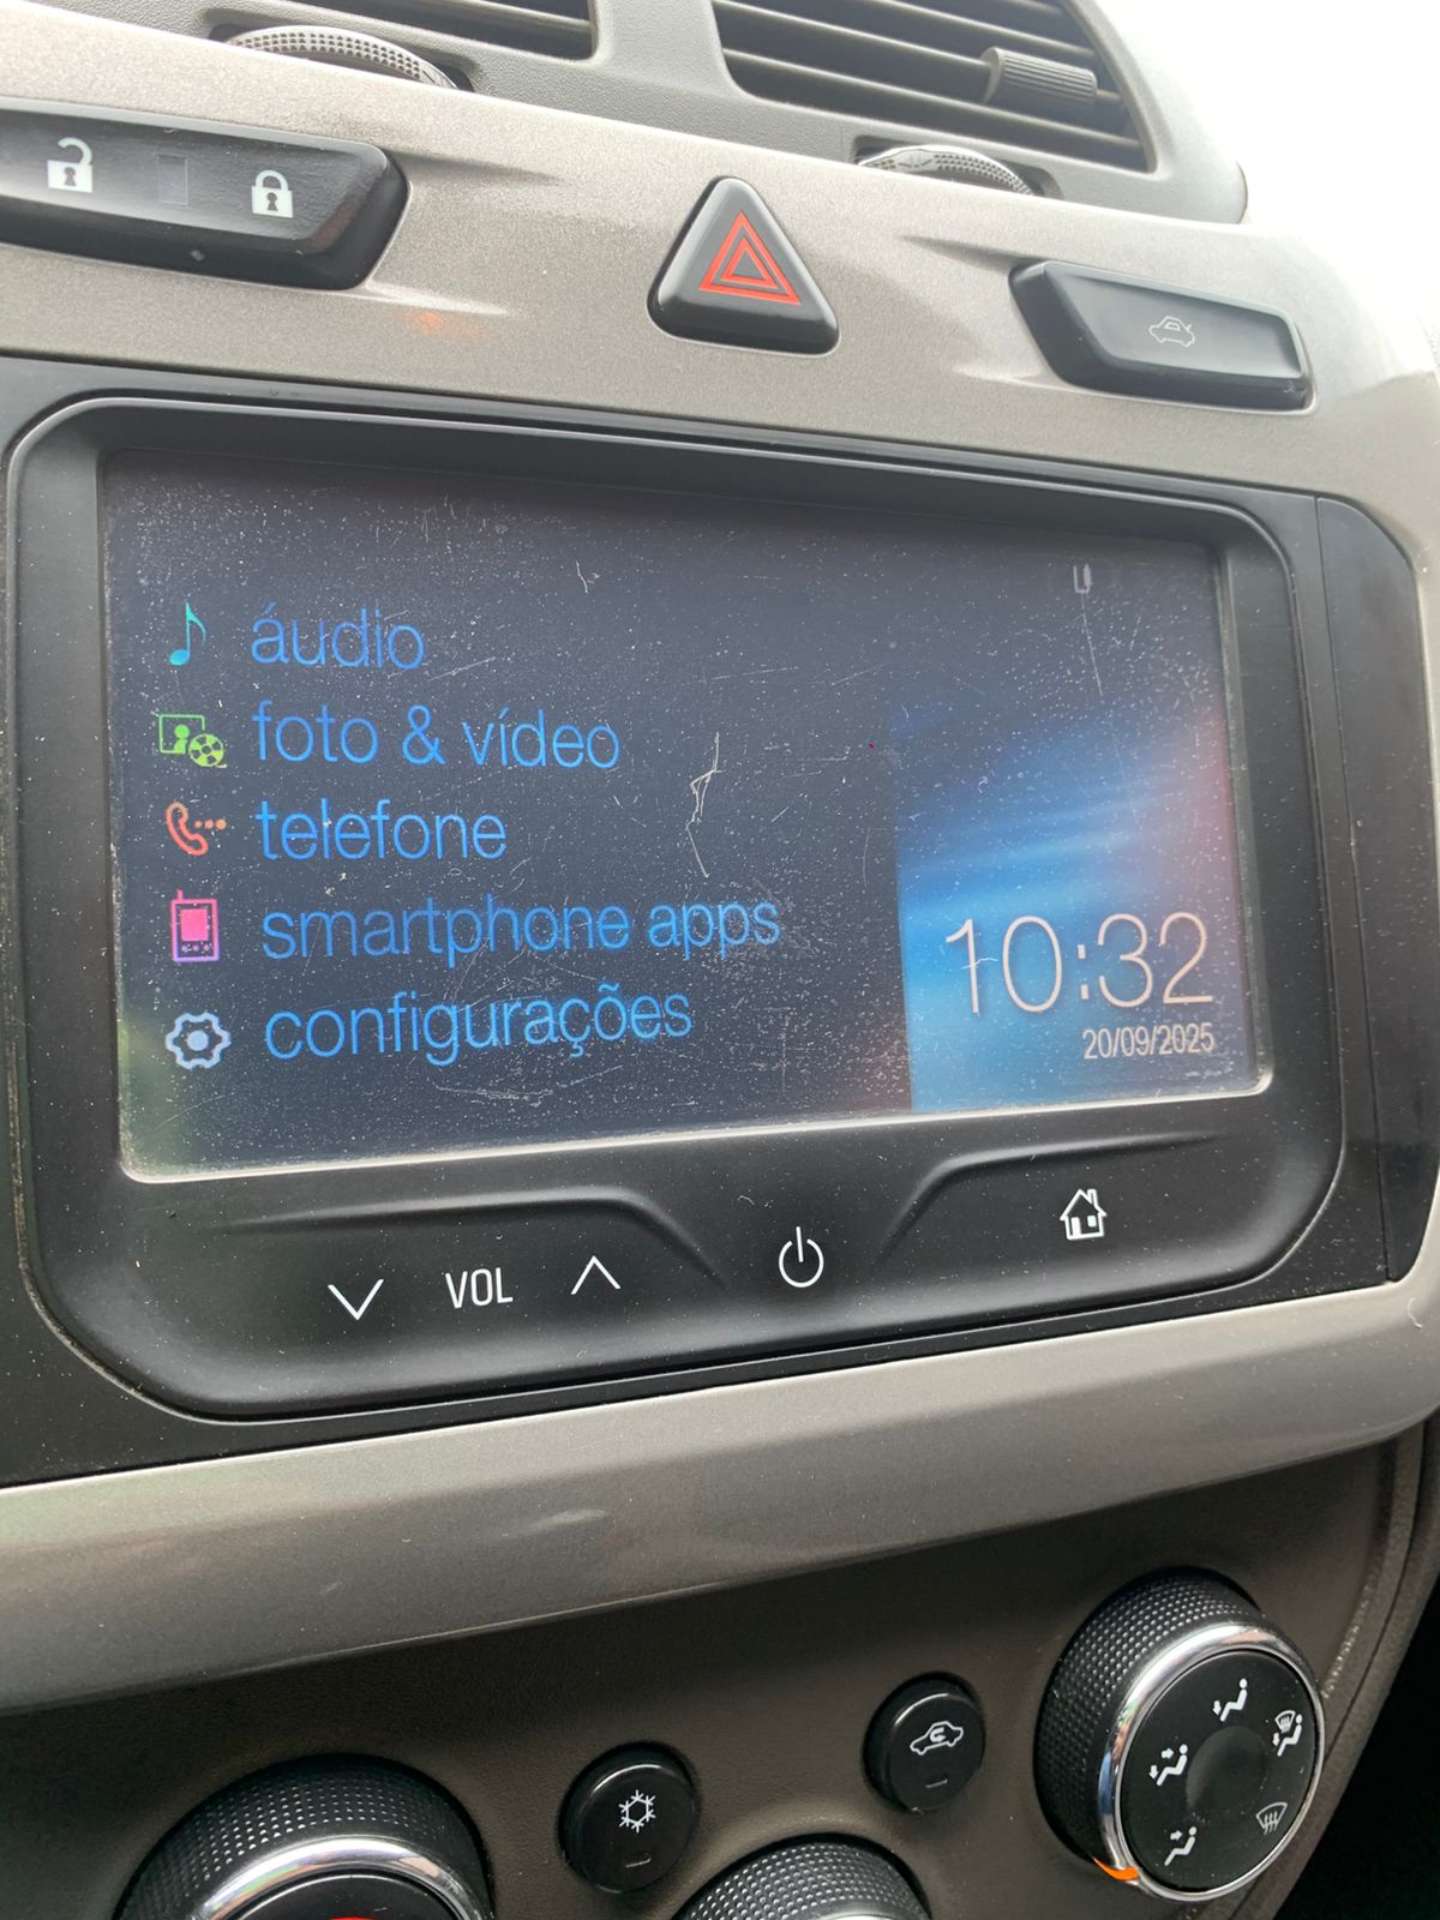 áudio
foto & vídeo
telefone
smartphone apps
configurações
10:32
20/09/2025
VOL